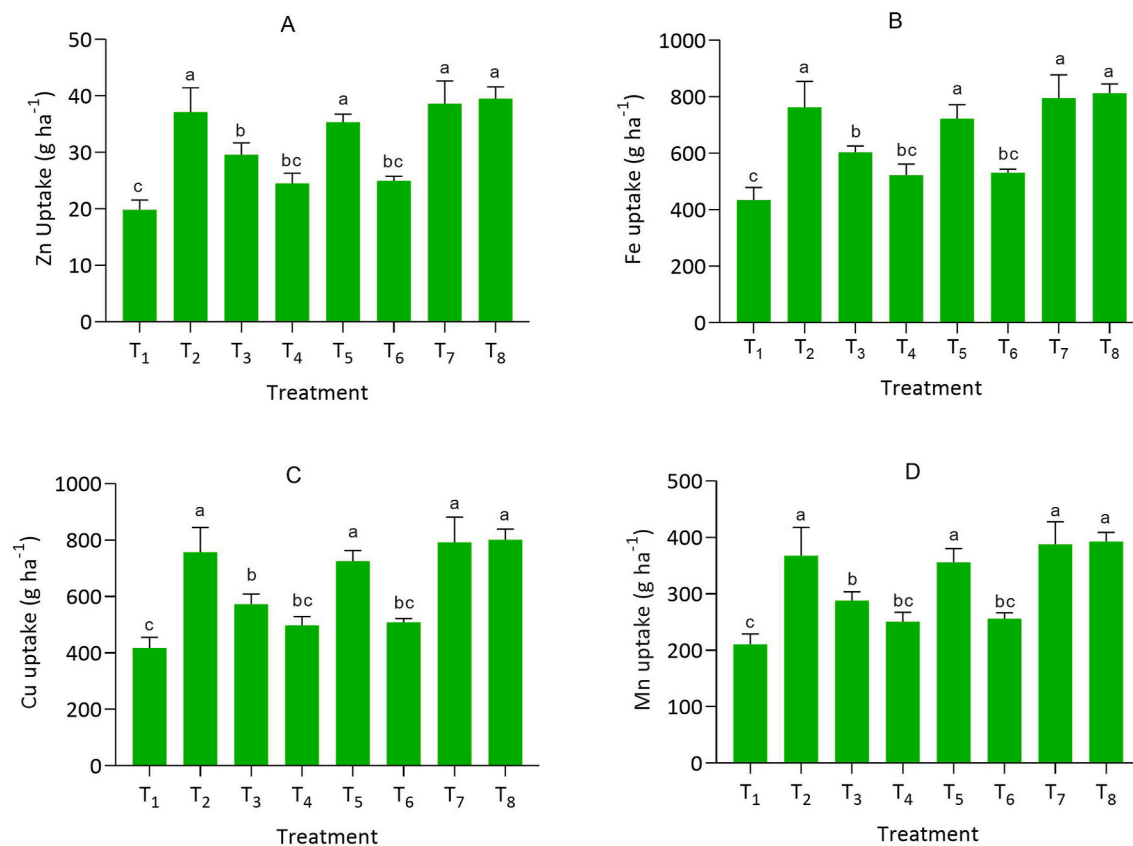 A
Zn Uptake (g ha⁻¹)
50
40
30
20
10
0
c
a
b
bc
a
bc
a
a
T₁ T₂ T₃ T₄ T₅ T₆ T₇ T₈
Treatment
B
Fe uptake (g ha⁻¹)
1000
800
600
400
200
0
c
a
b
bc
a
bc
a
a
T₁ T₂ T₃ T₄ T₅ T₆ T₇ T₈
Treatment
C
Cu uptake (g ha⁻¹)
1000
800
600
400
200
0
c
a
b
bc
a
bc
a
a
T₁ T₂ T₃ T₄ T₅ T₆ T₇ T₈
Treatment
D
Mn uptake (g ha⁻¹)
500
400
300
200
100
0
c
a
b
bc
a
bc
a
a
T₁ T₂ T₃ T₄ T₅ T₆ T₇ T₈
Treatment